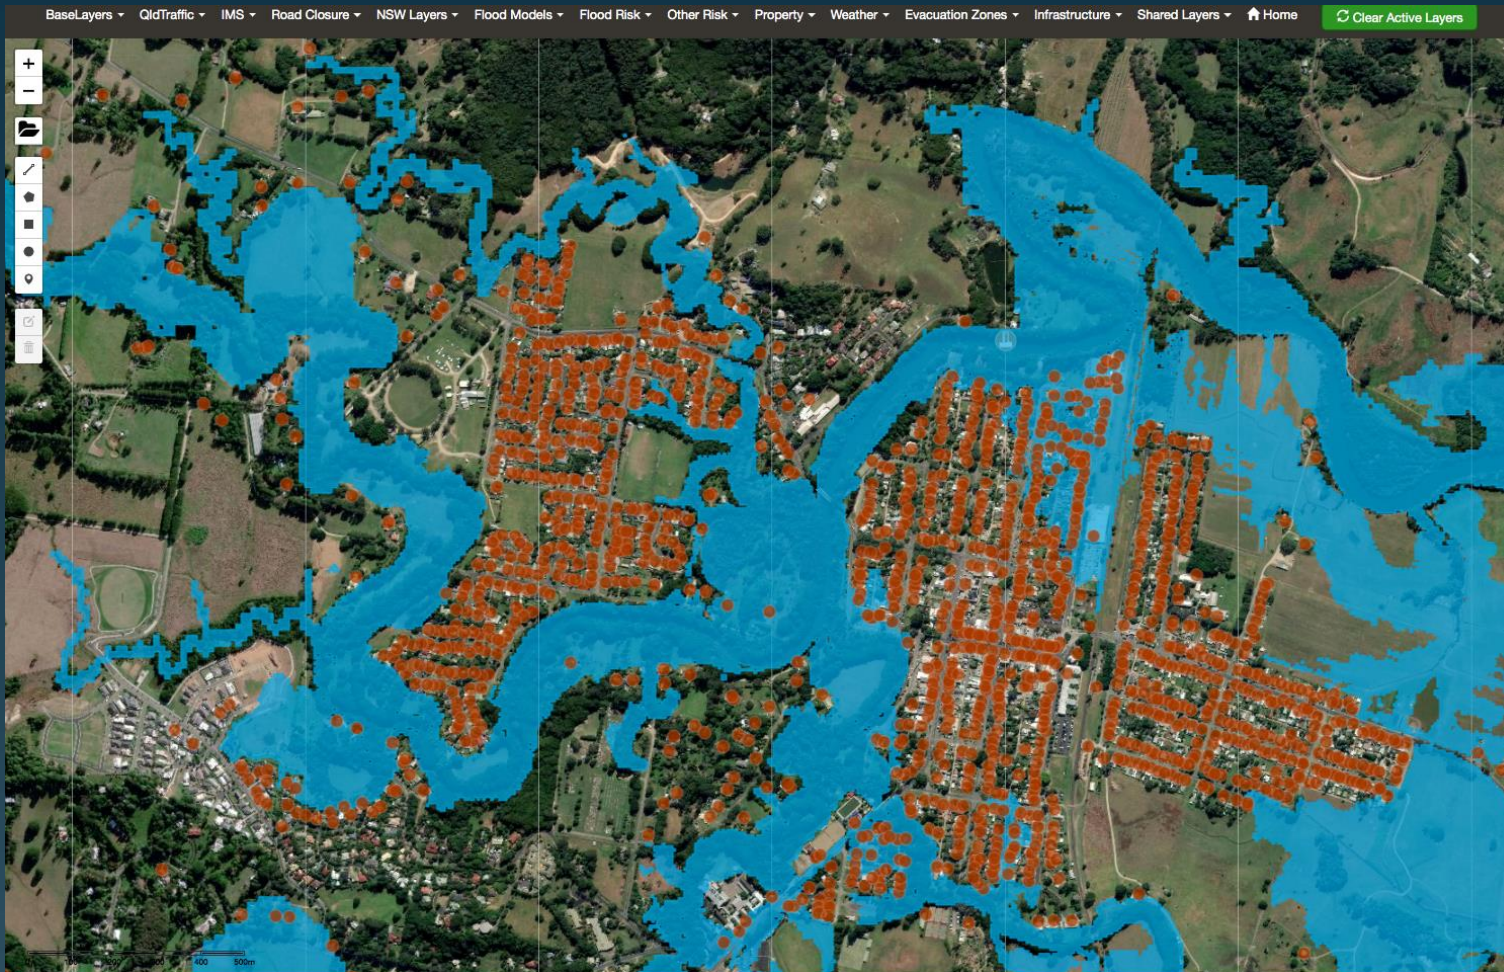 BaseLayers QldTraffic IMS Road Closure NSW Layers Flood Models Flood Risk Other Risk Property Weather Evacuation Zones Infrastructure Shared Layers Home Clear Active Layers
+
−
400 500m